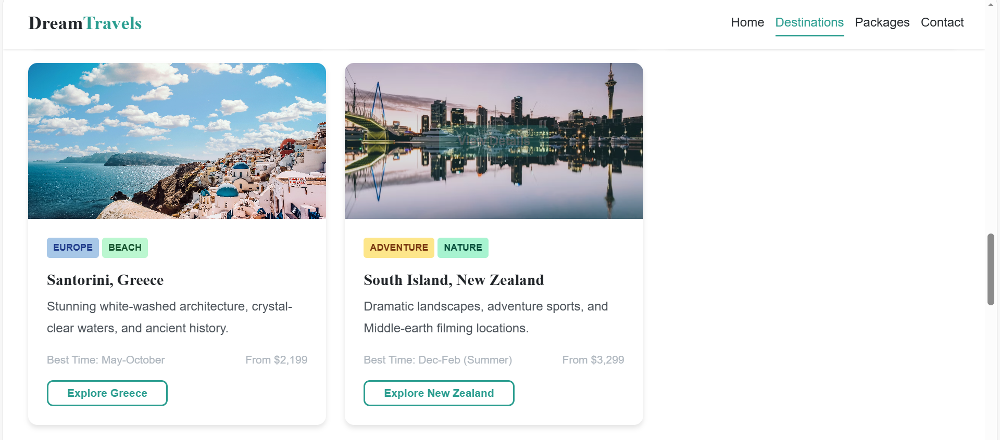 DreamTravels
Home Destinations Packages Contact
View Details
EUROPE BEACH
Santorini, Greece
Stunning white-washed architecture, crystal-
clear waters, and ancient history.
Best Time: May-October From $2,199
Explore Greece
ADVENTURE NATURE
South Island, New Zealand
Dramatic landscapes, adventure sports, and
Middle-earth filming locations.
Best Time: Dec-Feb (Summer) From $3,299
Explore New Zealand